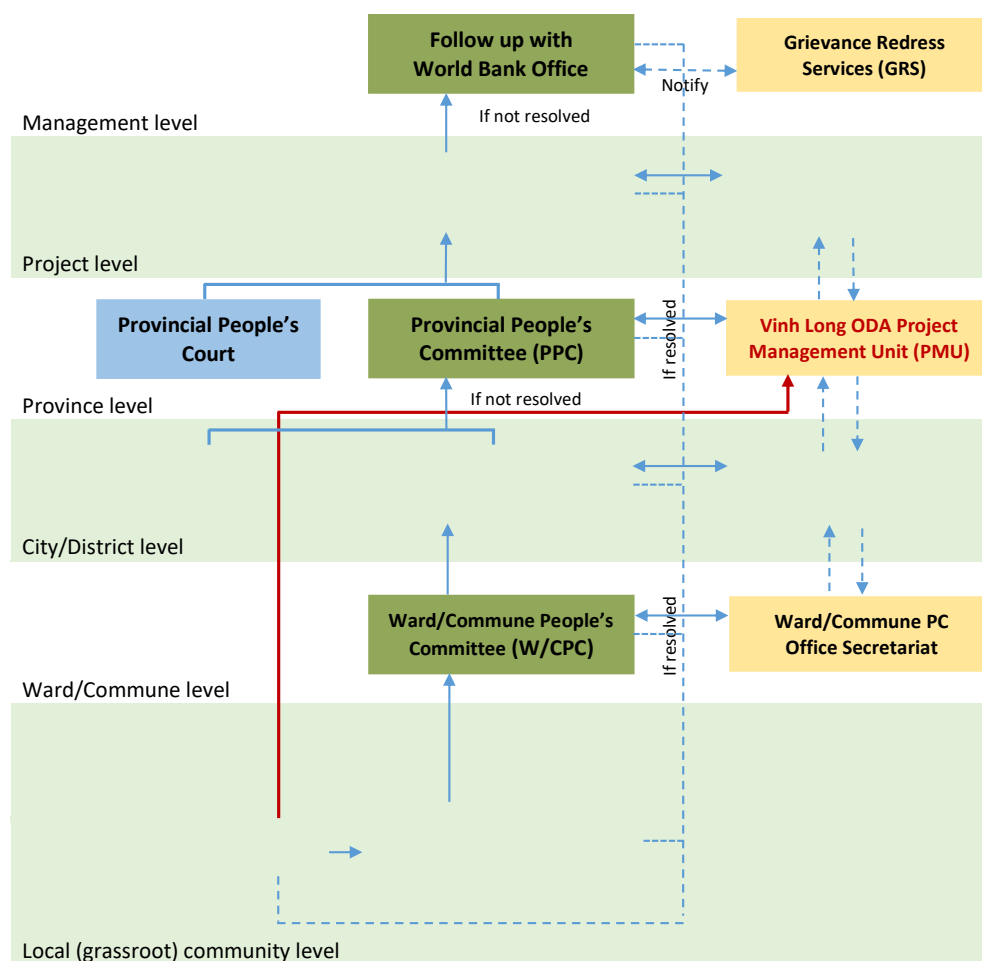 Follow up with
World Bank Office
Grievance Redress
Services (GRS)
Notify
If not resolved
Management level
Project level
Provincial People's
Court
Provincial People's
Committee (PPC)
If resolved
Vinh Long ODA Project
Management Unit (PMU)
If not resolved
Province level
City/District level
Ward/Commune People's
Committee (W/CPC)
If resolved
Ward/Commune PC
Office Secretariat
Ward/Commune level
Local (grassroot) community level